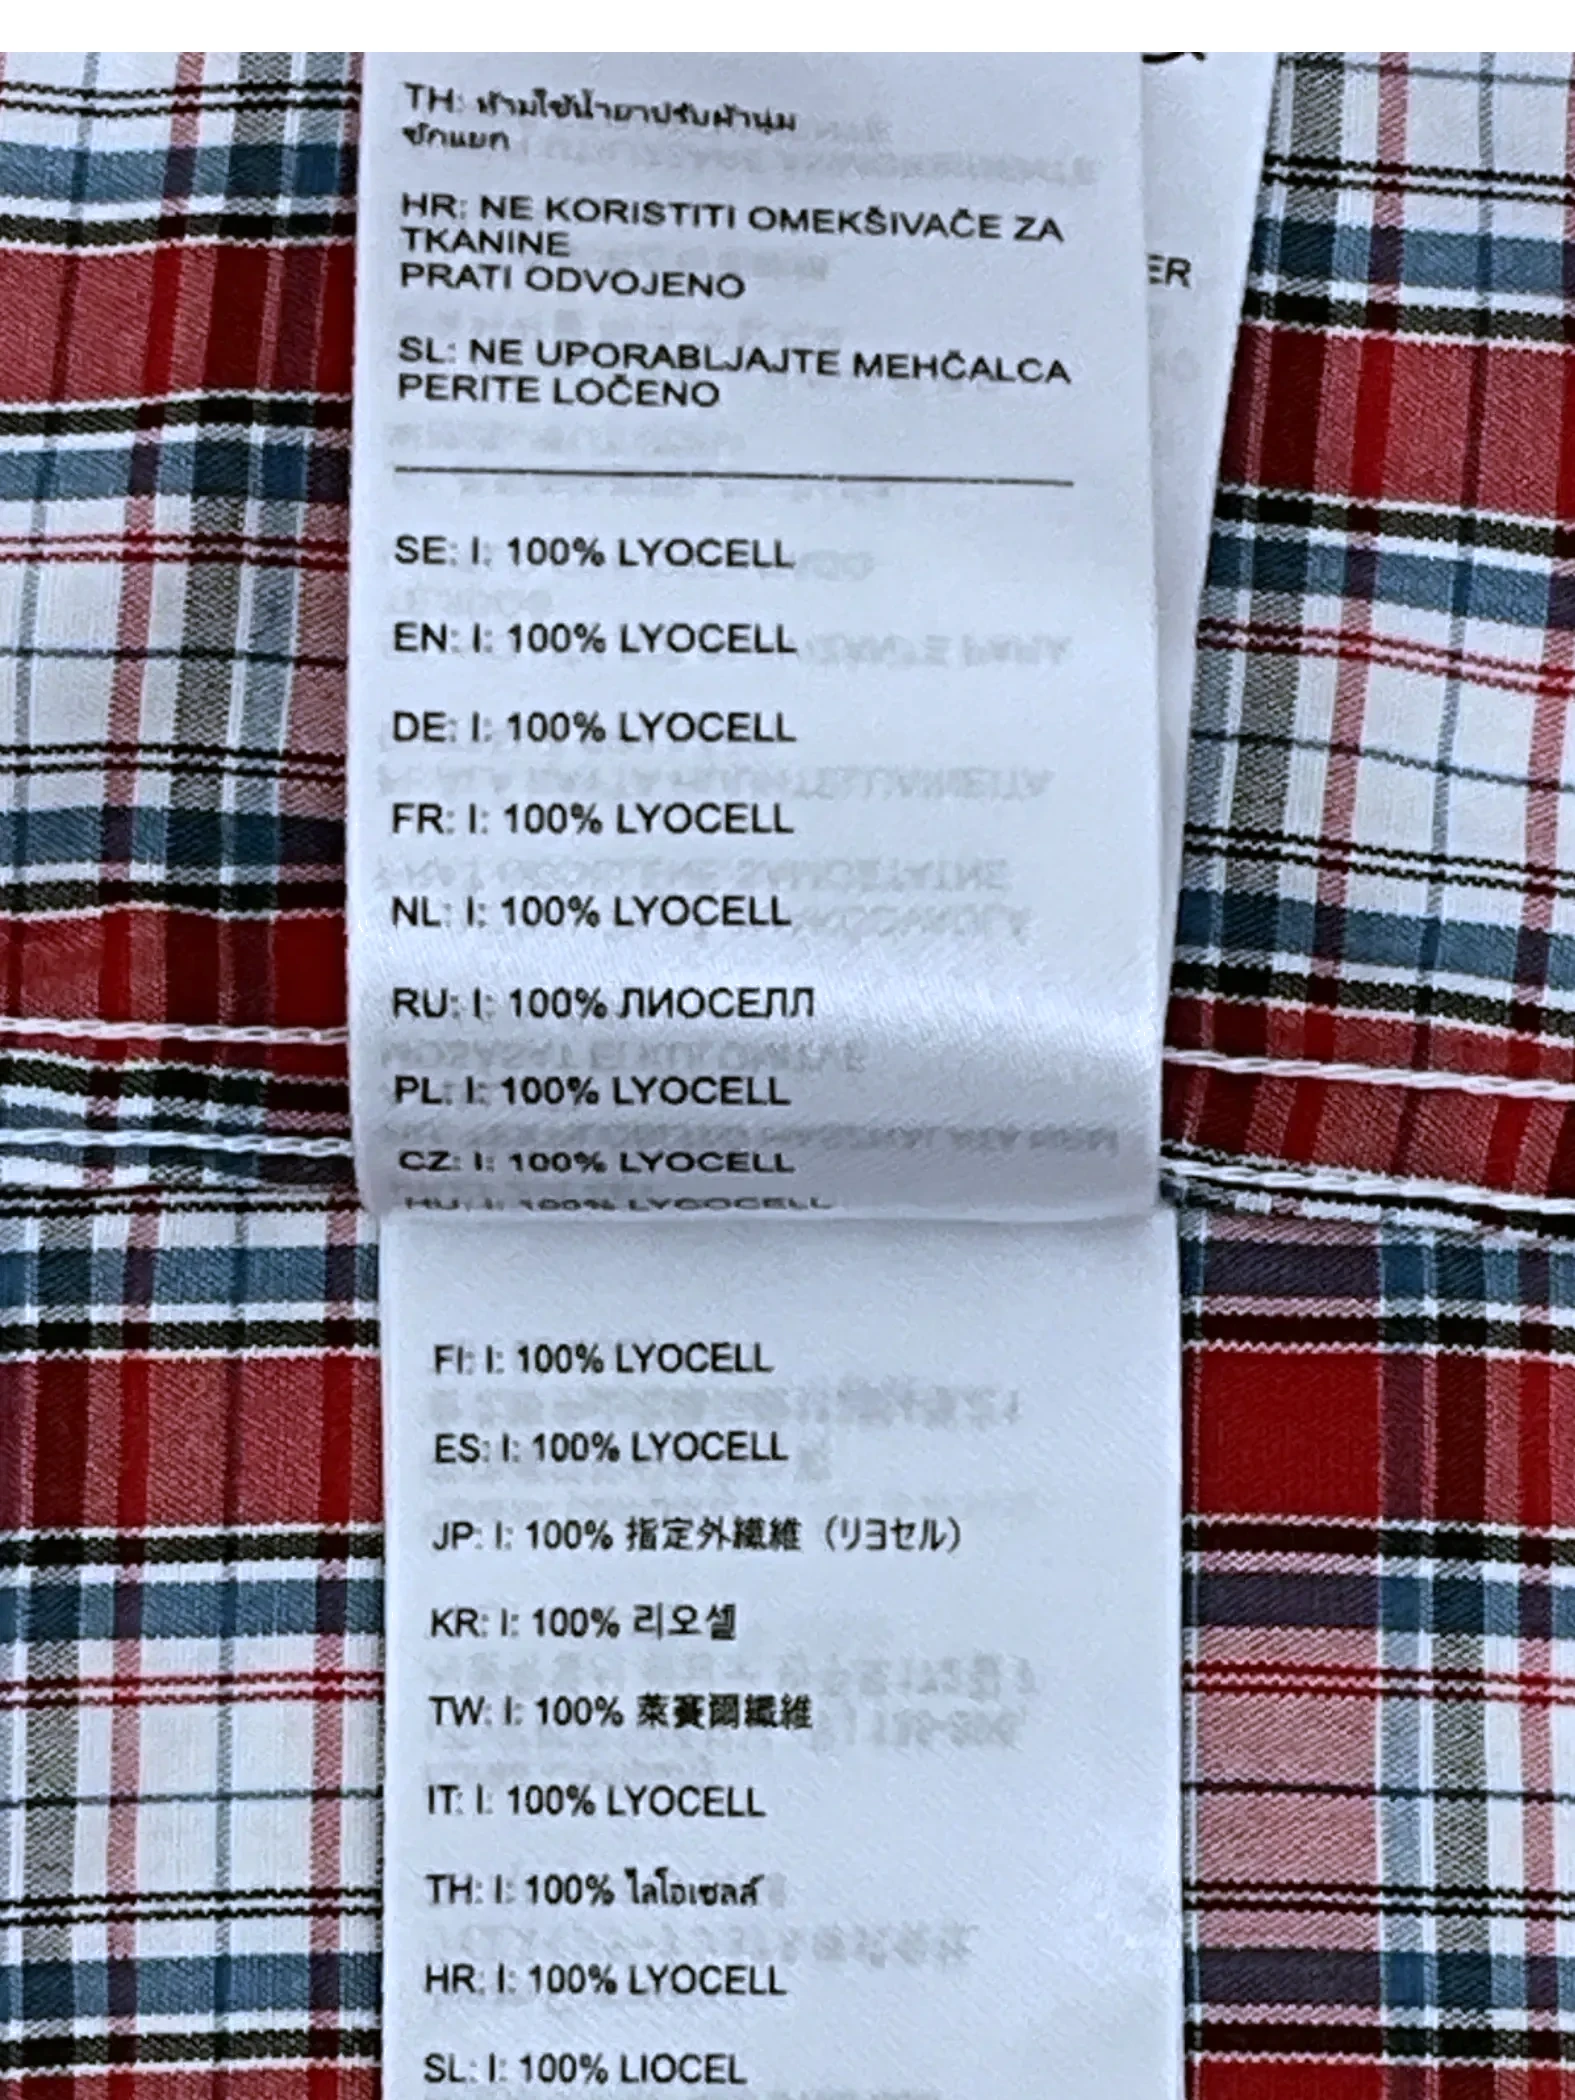 TH: ห้ามใช้น้ำยาปรับผ้านุ่ม
ซักแยก
HR: NE KORISTITI OMEKŠIVAČE ZA
TKANINE
PRATI ODVOJENO
SL: NE UPORABLJAJTE MEHČALCA
PERITE LOČENO
ER
SE: I: 100% LYOCELL
EN: I: 100% LYOCELL
DE: I: 100% LYOCELL
FR: I: 100% LYOCELL
NL: I: 100% LYOCELL
RU: I: 100% ЛИОСЕЛЛ
PL: I: 100% LYOCELL
CZ: I: 100% LYOCELL
HU: I: 100% LYOCELL
FI: I: 100% LYOCELL
ES: I: 100% LYOCELL
JP: I: 100% 指定外繊維（リヨセル）
KR: I: 100% 리오셀
TW: I: 100% 萊賽爾纖維
IT: I: 100% LYOCELL
TH: I: 100% ไลโอเซลล์
HR: I: 100% LYOCELL
SL: I: 100% LIOCEL